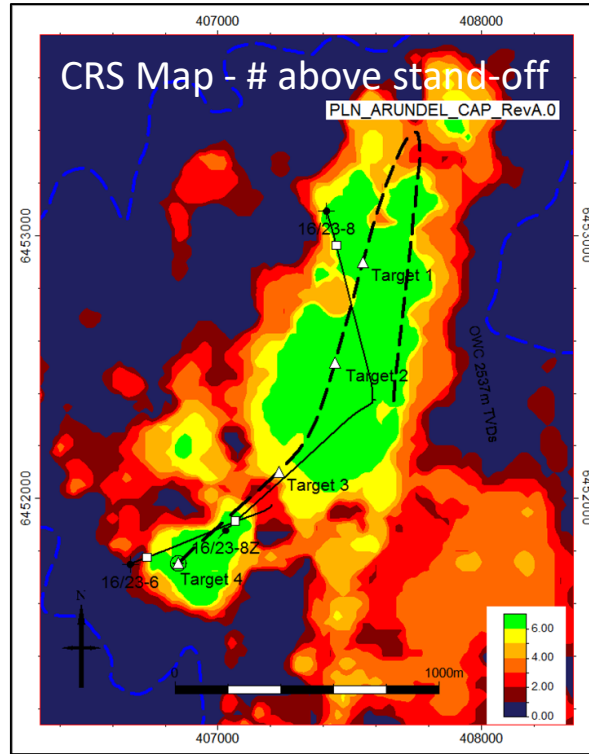 407000 408000
CRS Map - # above stand-off
PLN_ARUNDEL_CAP_RevA.0
6453000
6453000
16/23-8
Target 1
Target 2
OWC 2537m TVDs
Target 3
6452000
6452000
16/23-8Z
16/23-6
Target 4
N
6.00
4.00
2.00
0.00
0 1000m
407000 408000